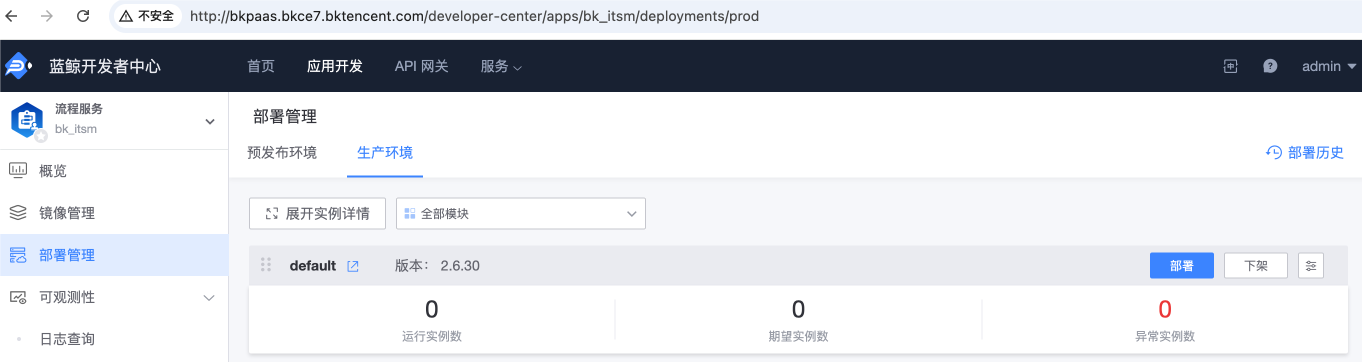 不安全 http://bkpaas.bkce7.bktencent.com/developer-center/apps/bk_itsm/deployments/prod
蓝鲸开发者中心 首页 应用开发 API 网关 服务 admin
流程服务
bk_itsm
部署管理
预发布环境 生产环境 部署历史
概览
镜像管理
部署管理
可观测性
日志查询
展开实例详情 全部模块
default 版本： 2.6.30 部署 下架
0 0 0
运行实例数 期望实例数 异常实例数